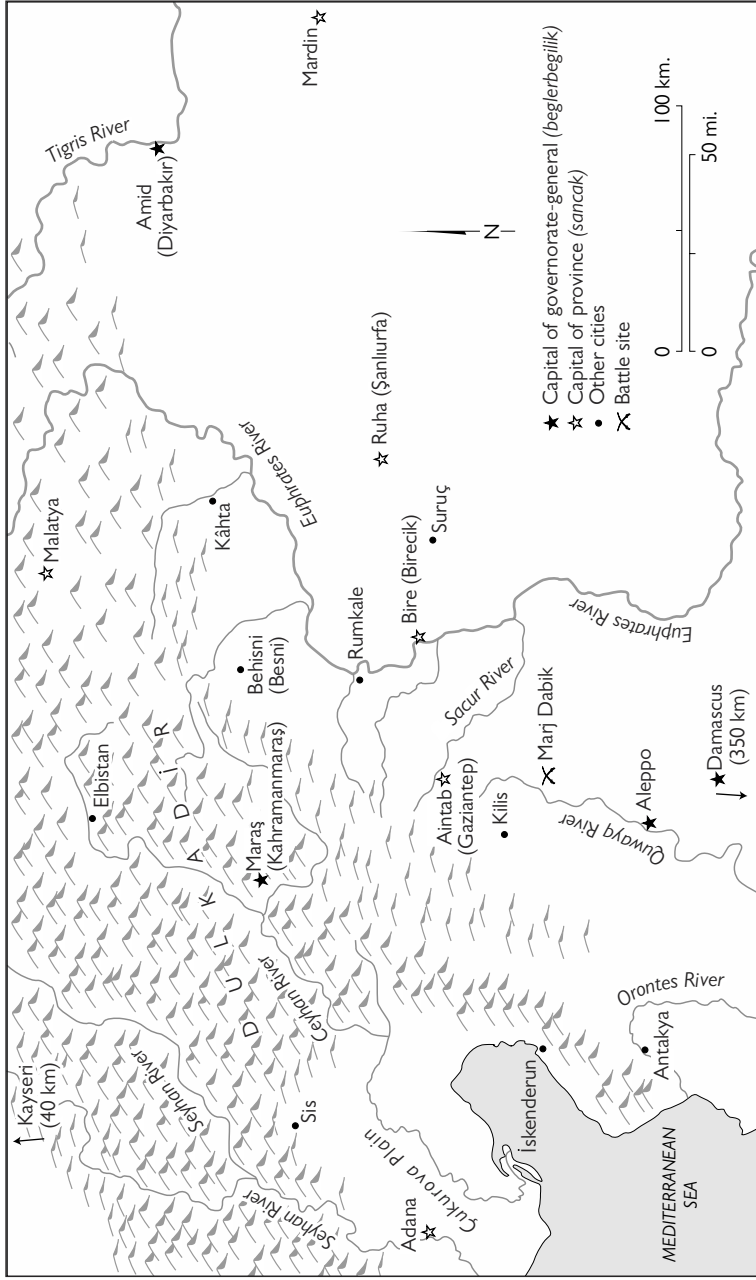 Kayseri
(40 km)
Seyhan River
Seyhan River
Adana
Çukurova Plain
Sis
D U L K A D İ R
Ceyhan River
Elbistan
Maraş
(Kahramanmaraş)
Malatya
Behisni
(Besni)
Kâhta
Euphrates River
Tigris River
Amid
(Diyarbakır)
Mardin
Rumkale
Ruha (Şanlıurfa)
Bire (Birecik)
Suruç
Aintab
(Gaziantep)
Sacur River
Kilis
Marj Dabik
Euphrates River
Quwayq River
Aleppo
Damascus
(350 km)
İskenderun
Antakya
Orontes River
MEDITERRANEAN
SEA
N
Capital of governorate-general (beglerbegilik)
Capital of province (sancak)
Other cities
Battle site
0
100 km.
0
50 mi.